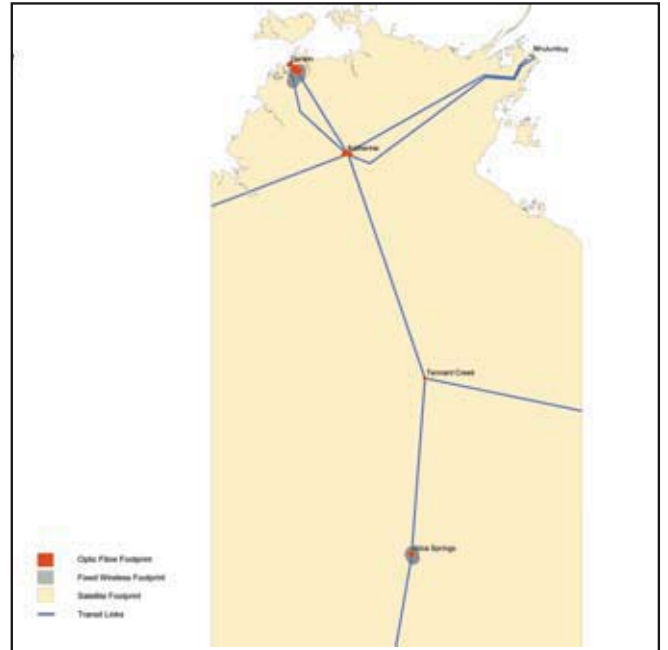 Darwin
Nhulunbuy
Katherine
Tennant Creek
Alice Springs
Optic Fibre Footprint
Fixed Wireless Footprint
Satellite Footprint
Transit Links